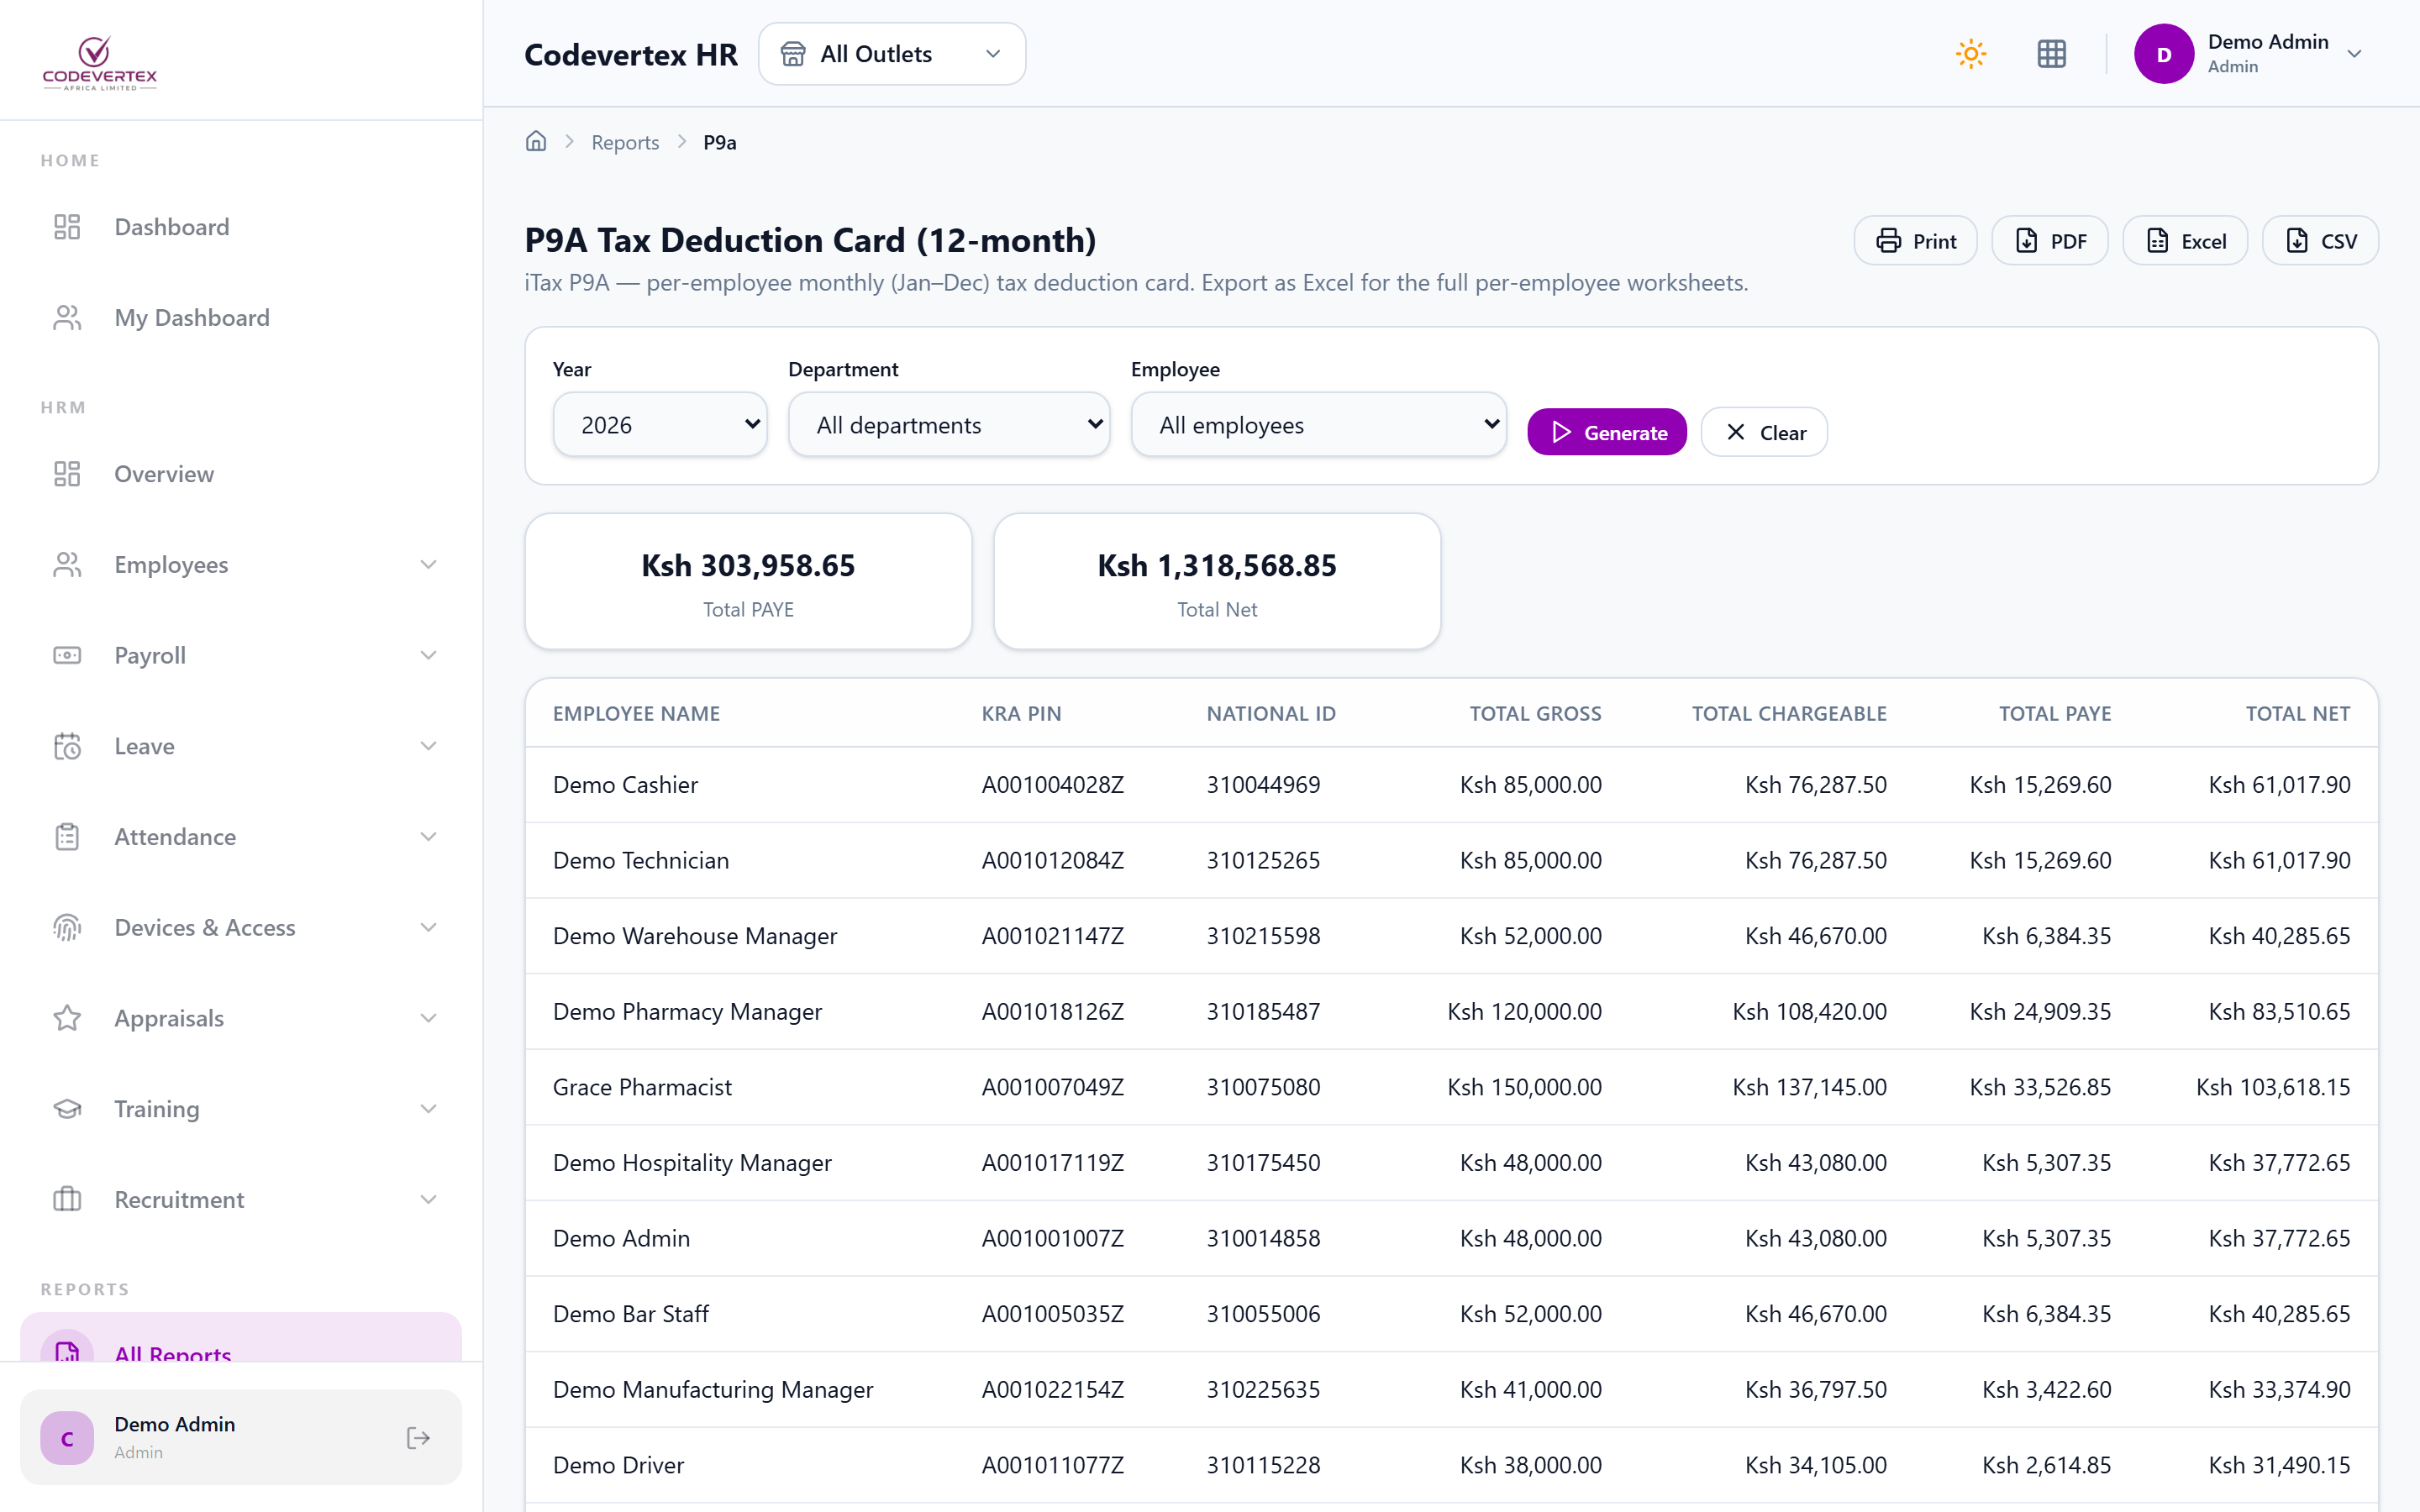 CODEVERTEX
AFRICA LIMITED
HOME
Dashboard
My Dashboard
HRM
Overview
Employees
Payroll
Leave
Attendance
Devices & Access
Appraisals
Training
Recruitment
REPORTS
All Reports
C
Demo Admin
Admin
Codevertex HR
All Outlets
D
Demo Admin
Admin
Reports
P9a
P9A Tax Deduction Card (12-month)
iTax P9A — per-employee monthly (Jan–Dec) tax deduction card. Export as Excel for the full per-employee worksheets.
Print
PDF
Excel
CSV
Year
Department
Employee
2026
All departments
All employees
Generate
Clear
Ksh 303,958.65
Total PAYE
Ksh 1,318,568.85
Total Net
EMPLOYEE NAME KRA PIN NATIONAL ID TOTAL GROSS TOTAL CHARGEABLE TOTAL PAYE TOTAL NET
Demo Cashier A001004028Z 310044969 Ksh 85,000.00 Ksh 76,287.50 Ksh 15,269.60 Ksh 61,017.90
Demo Technician A001012084Z 310125265 Ksh 85,000.00 Ksh 76,287.50 Ksh 15,269.60 Ksh 61,017.90
Demo Warehouse Manager A001021147Z 310215598 Ksh 52,000.00 Ksh 46,670.00 Ksh 6,384.35 Ksh 40,285.65
Demo Pharmacy Manager A001018126Z 310185487 Ksh 120,000.00 Ksh 108,420.00 Ksh 24,909.35 Ksh 83,510.65
Grace Pharmacist A001007049Z 310075080 Ksh 150,000.00 Ksh 137,145.00 Ksh 33,526.85 Ksh 103,618.15
Demo Hospitality Manager A001017119Z 310175450 Ksh 48,000.00 Ksh 43,080.00 Ksh 5,307.35 Ksh 37,772.65
Demo Admin A001001007Z 310014858 Ksh 48,000.00 Ksh 43,080.00 Ksh 5,307.35 Ksh 37,772.65
Demo Bar Staff A001005035Z 310055006 Ksh 52,000.00 Ksh 46,670.00 Ksh 6,384.35 Ksh 40,285.65
Demo Manufacturing Manager A001022154Z 310225635 Ksh 41,000.00 Ksh 36,797.50 Ksh 3,422.60 Ksh 33,374.90
Demo Driver A001011077Z 310115228 Ksh 38,000.00 Ksh 34,105.00 Ksh 2,614.85 Ksh 31,490.15